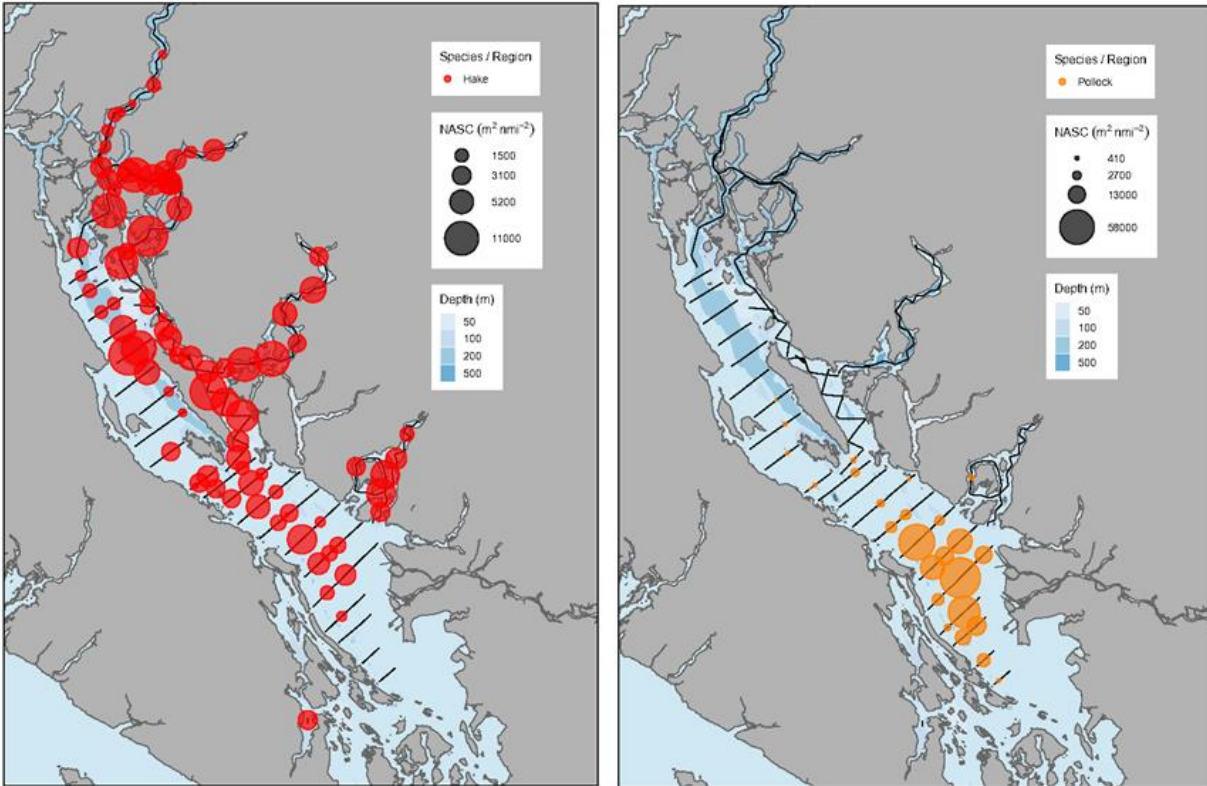 Species / Region
Hake
NASC (m² nmi⁻²)
1500
3100
5200
11000
Depth (m)
50
100
200
500
Species / Region
Pollock
NASC (m² nmi⁻²)
410
2700
13000
58000
Depth (m)
50
100
200
500